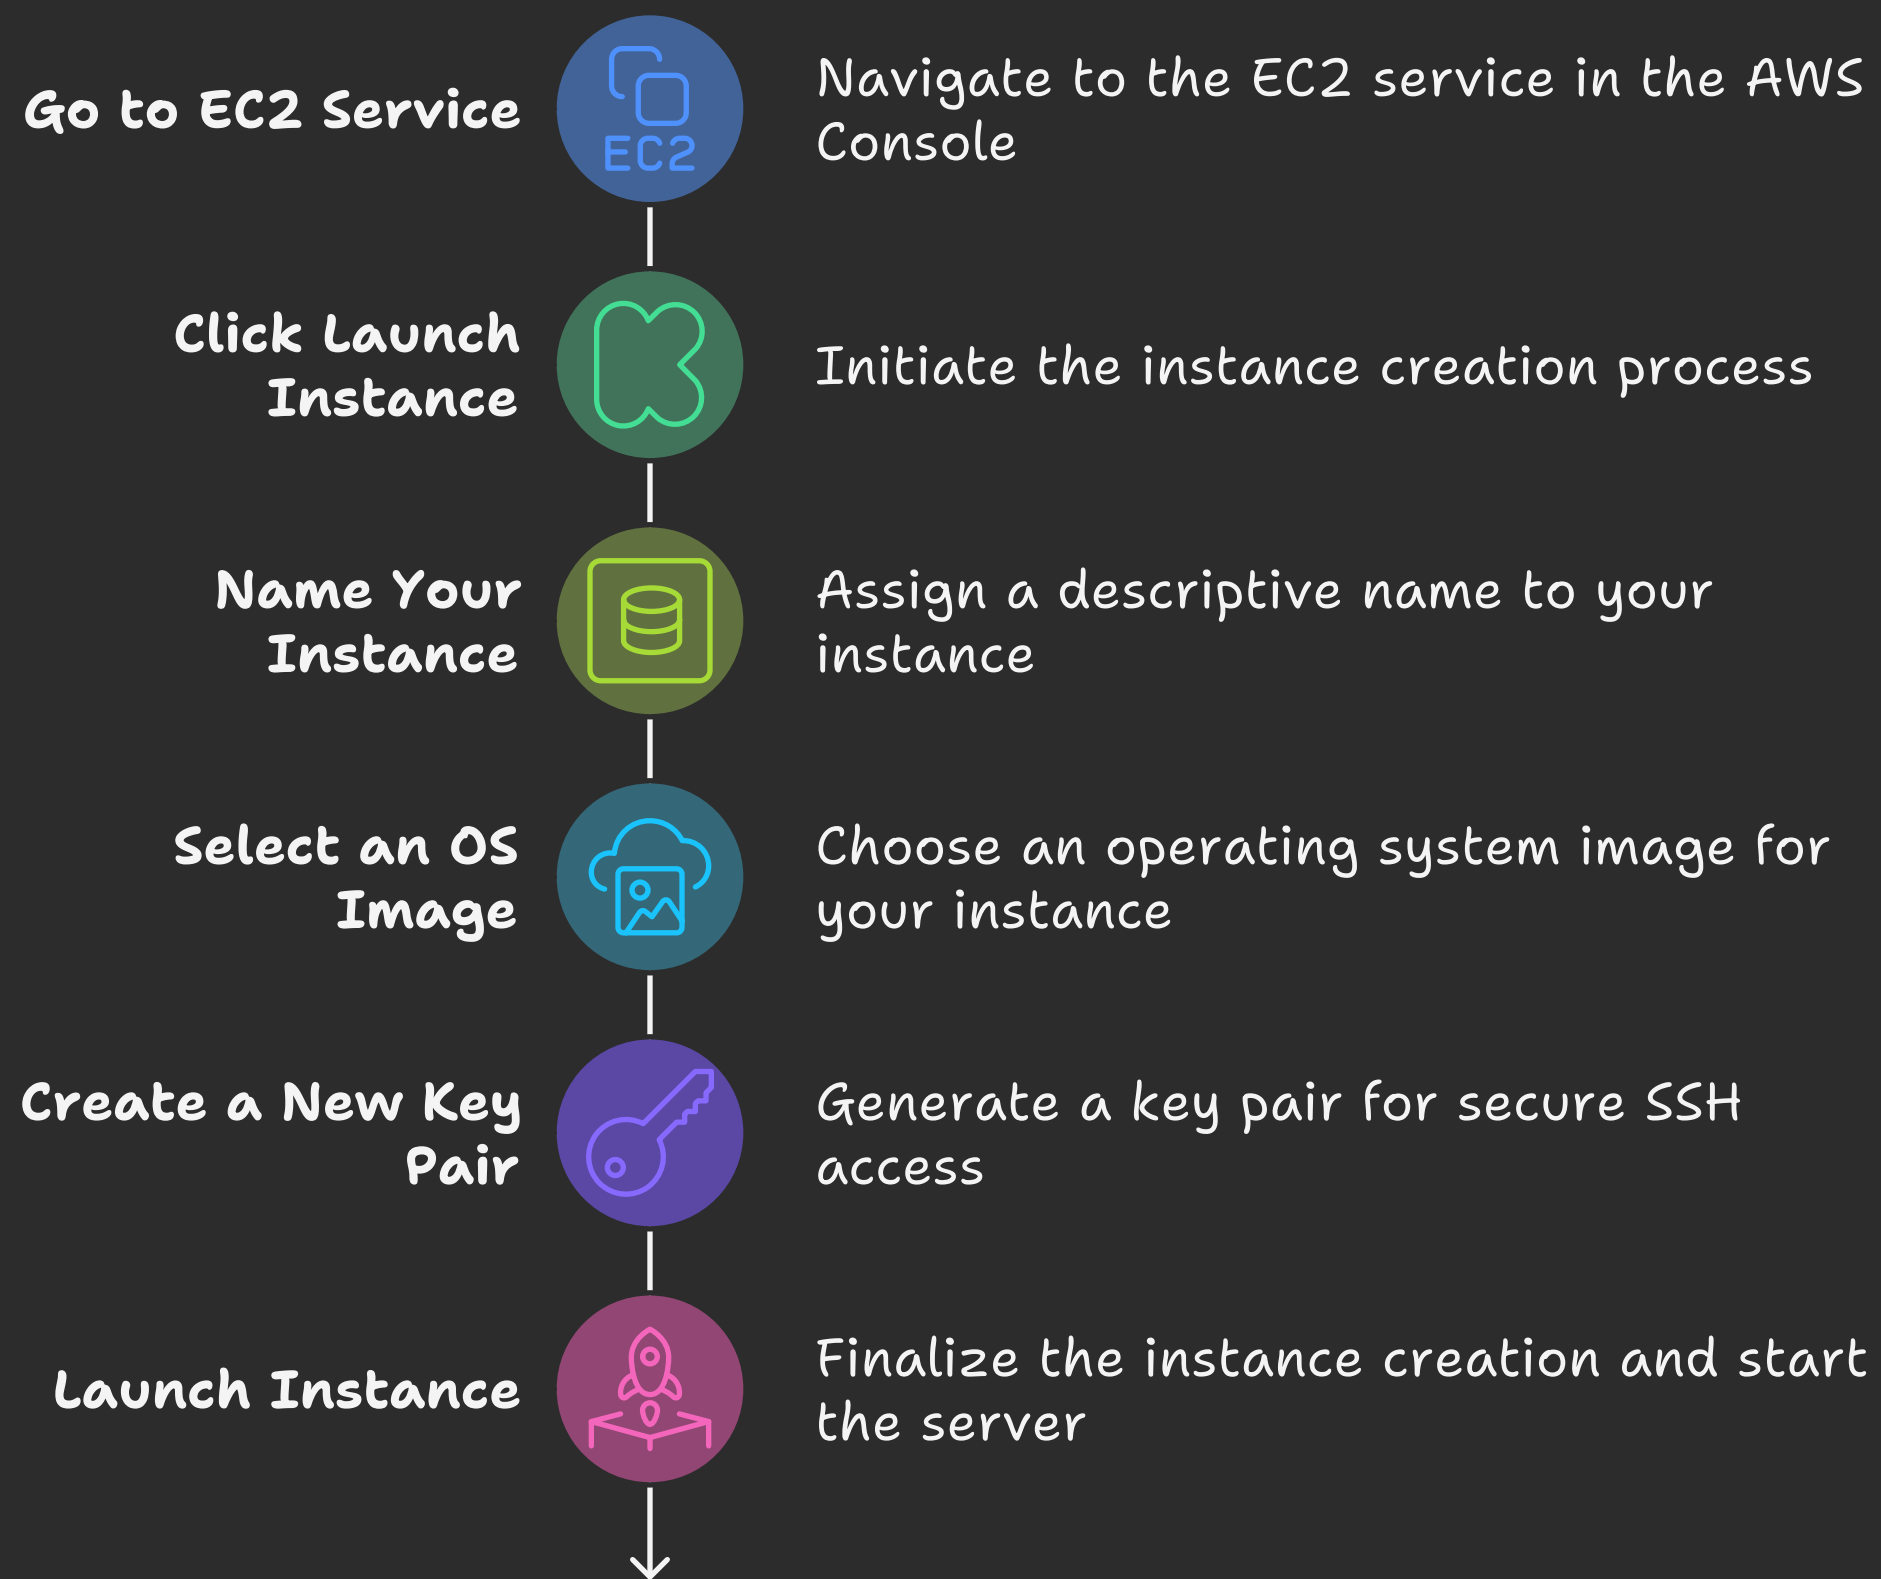 Go to EC2 Service
EC2
Navigate to the EC2 service in the AWS
Console
Click Launch
Instance
Initiate the instance creation process
Name Your
Instance
Assign a descriptive name to your
instance
Select an OS
Image
Choose an operating system image for
your instance
Create a New Key
Pair
Generate a key pair for secure SSH
access
Launch Instance
Finalize the instance creation and start
the server